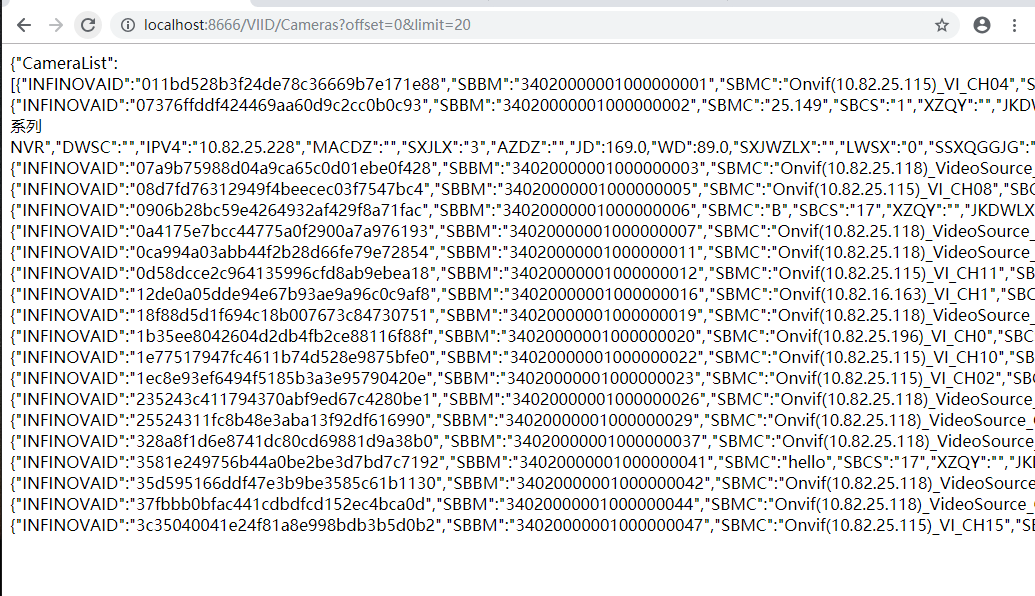 localhost:8666/VIID/Cameras?offset=0&limit=20
{"CameraList":
[{"INFINOVAID":"011bd528b3f24de78c36669b7e171e88","SBBM":"34020000001000000001","SBMC":"Onvif(10.82.25.115)_VI_CH04","S
{"INFINOVAID":"07376ffddf424469aa60d9c2cc0b0c93","SBBM":"34020000001000000002","SBMC":"25.149","SBCS":"1","XZQY":"","JKDW
系列
NVR","DWSC":"","IPV4":"10.82.25.228","MACDZ":"","SXJLX":"3","AZDZ":"","JD":169.0,"WD":89.0,"SXJWZLX":"","LWSX":"0","SSXQGGJG":"
{"INFINOVAID":"07a9b75988d04a9ca65c0d01ebe0f428","SBBM":"34020000001000000003","SBMC":"Onvif(10.82.25.118)_VideoSource_
{"INFINOVAID":"08d7fd76312949f4beecec03f7547bc4","SBBM":"34020000001000000005","SBMC":"Onvif(10.82.25.115)_VI_CH08","SBC
{"INFINOVAID":"0906b28bc59e4264932af429f8a71fac","SBBM":"34020000001000000006","SBMC":"B","SBCS":"17","XZQY":"","JKDWLX
{"INFINOVAID":"0a4175e7bcc44775a0f2900a7a976193","SBBM":"34020000001000000007","SBMC":"Onvif(10.82.25.118)_VideoSource_
{"INFINOVAID":"0ca994a03abb44f2b28d66fe79e72854","SBBM":"34020000001000000011","SBMC":"Onvif(10.82.25.118)_VideoSource_
{"INFINOVAID":"0d58dcce2c964135996cfd8ab9ebea18","SBBM":"34020000001000000012","SBMC":"Onvif(10.82.25.115)_VI_CH11","SB
{"INFINOVAID":"12de0a05dde94e67b93ae9a96c0c9af8","SBBM":"34020000001000000016","SBMC":"Onvif(10.82.16.163)_VI_CH1","SBC
{"INFINOVAID":"18f88d5d1f694c18b007673c84730751","SBBM":"34020000001000000019","SBMC":"Onvif(10.82.25.118)_VideoSource_
{"INFINOVAID":"1b35ee8042604d2db4fb2ce88116f88f","SBBM":"34020000001000000020","SBMC":"Onvif(10.82.25.196)_VI_CH0","SBC
{"INFINOVAID":"1e77517947fc4611b74d528e9875bfe0","SBBM":"34020000001000000022","SBMC":"Onvif(10.82.25.115)_VI_CH10","SB
{"INFINOVAID":"1ec8e93ef6494f5185b3a3e95790420e","SBBM":"34020000001000000023","SBMC":"Onvif(10.82.25.115)_VI_CH02","SB
{"INFINOVAID":"235243c411794370abf9ed67c4280be1","SBBM":"34020000001000000026","SBMC":"Onvif(10.82.25.118)_VideoSource_
{"INFINOVAID":"25524311fc8b48e3aba13f92df616990","SBBM":"34020000001000000029","SBMC":"Onvif(10.82.25.118)_VideoSource_
{"INFINOVAID":"328a8f1d6e8741dc80cd69881d9a38b0","SBBM":"34020000001000000037","SBMC":"Onvif(10.82.25.118)_VideoSource_
{"INFINOVAID":"3581e249756b44a0be2be3d7bd7c7192","SBBM":"34020000001000000041","SBMC":"hello","SBCS":"17","XZQY":"","JK
{"INFINOVAID":"35d595166ddf47e3b9be3585c61b1130","SBBM":"34020000001000000042","SBMC":"Onvif(10.82.25.118)_VideoSource_
{"INFINOVAID":"37fbbb0bfac441cdbdfcd152ec4bca0d","SBBM":"34020000001000000044","SBMC":"Onvif(10.82.25.118)_VideoSource_
{"INFINOVAID":"3c35040041e24f81a8e998bdb3b5d0b2","SBBM":"34020000001000000047","SBMC":"Onvif(10.82.25.115)_VI_CH15","SB